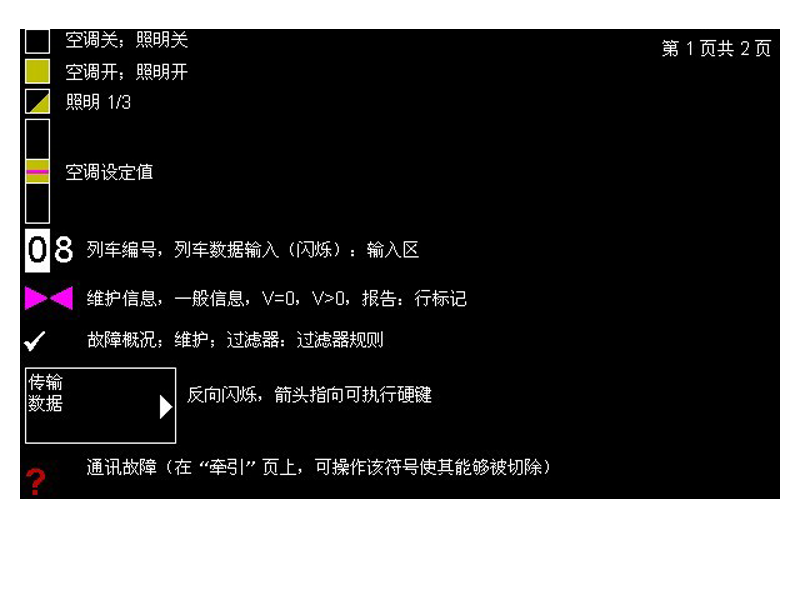 空调关；照明关
第 1 页共 2 页
空调开；照明开
照明 1/3
空调设定值
08 列车编号，列车数据输入（闪烁）：输入区
维护信息，一般信息，V=0，V>0，报告：行标记
故障概况；维护；过滤器：过滤器规则
传输
数据
反向闪烁，箭头指向可执行硬键
? 通讯故障（在 “牵引” 页上，可操作该符号使其能够被切除）